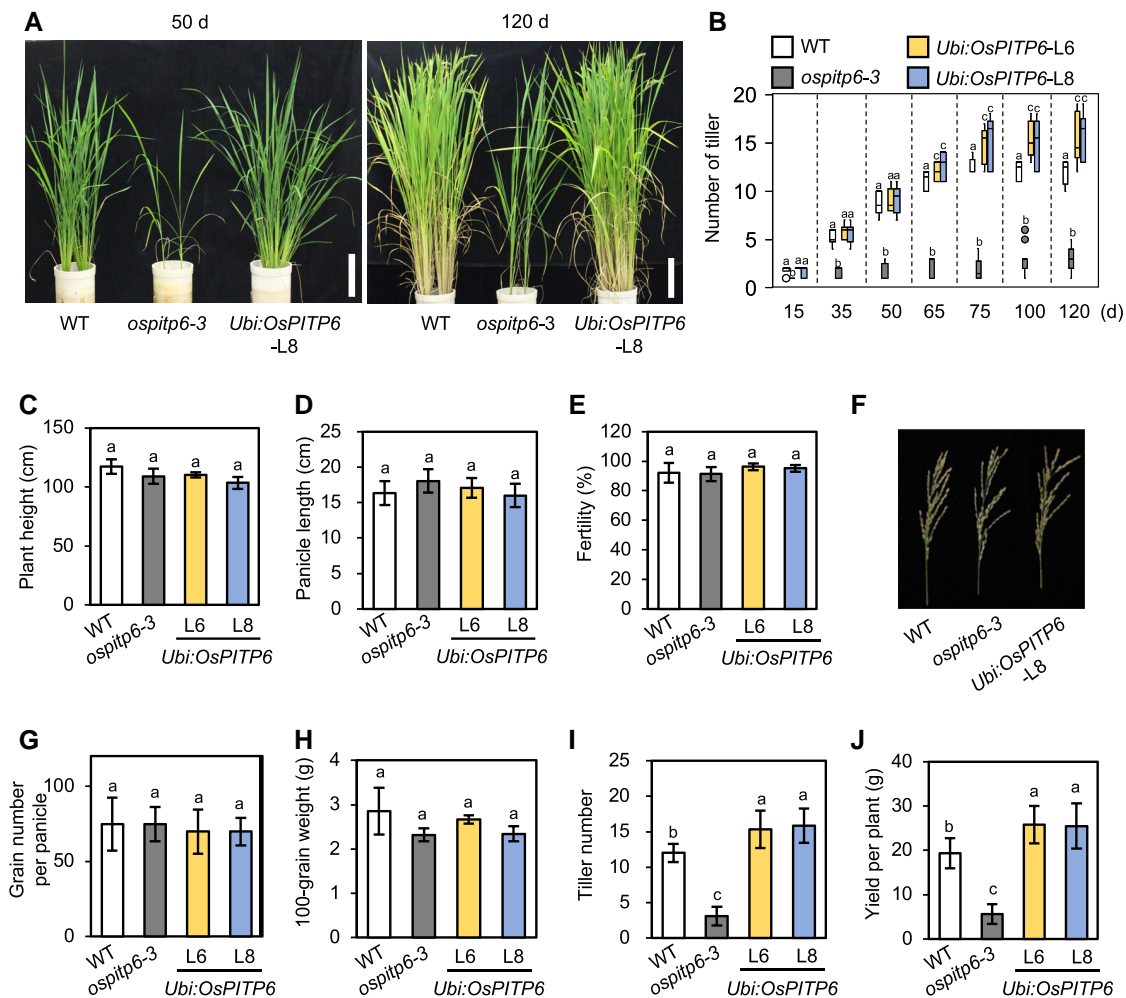 A
50 d
120 d
WT
ospitp6-3
Ubi:OsPITP6
-L8
WT
ospitp6-3
Ubi:OsPITP6
-L8
B
WT
Ubi:OsPITP6-L6
ospitp6-3
Ubi:OsPITP6-L8
Number of tiller
20
15
10
5
0
a b aa
a b aa
a b aa
a b c c
a b c c
a b c c
a b c c
15 35 50 65 75 100 120 (d)
C
Plant height (cm)
150
100
50
0
a a a a
WT ospitp6-3 L6 L8
Ubi:OsPITP6
D
Panicle length (cm)
25
20
15
10
5
0
a a a a
WT ospitp6-3 L6 L8
Ubi:OsPITP6
E
Fertility (%)
120
100
80
60
40
20
0
a a a a
WT ospitp6-3 L6 L8
Ubi:OsPITP6
F
WT
ospitp6-3
Ubi:OsPITP6
-L8
G
Grain number
per panicle
100
50
0
a a a a
WT ospitp6-3 L6 L8
Ubi:OsPITP6
H
100-grain weight (g)
4
3
2
1
0
a a a a
WT ospitp6-3 L6 L8
Ubi:OsPITP6
I
Tiller number
25
20
15
10
5
0
b c a a
WT ospitp6-3 L6 L8
Ubi:OsPITP6
J
Yield per plant (g)
40
30
20
10
0
b c a a
WT ospitp6-3 L6 L8
Ubi:OsPITP6